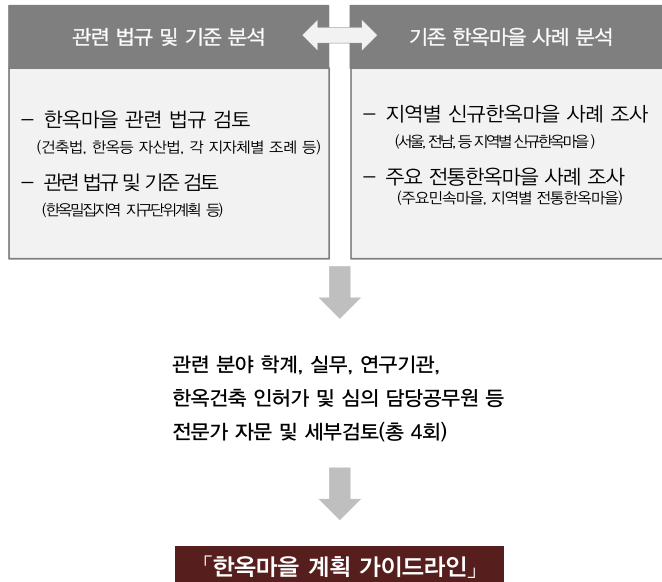 관련 법규 및 기준 분석
- 한옥마을 관련 법규 검토
(건축법, 한옥등 자산법, 각 지자체별 조례 등)
- 관련 법규 및 기준 검토
(한옥밀집지역 지구단위계획 등)
기존 한옥마을 사례 분석
- 지역별 신규한옥마을 사례 조사
(서울, 전남, 등 지역별 신규한옥마을 )
- 주요 전통한옥마을 사례 조사
(주요민속마을, 지역별 전통한옥마을)
관련 분야 학계, 실무, 연구기관,
한옥건축 인허가 및 심의 담당공무원 등
전문가 자문 및 세부검토(총 4회)
「한옥마을 계획 가이드라인」